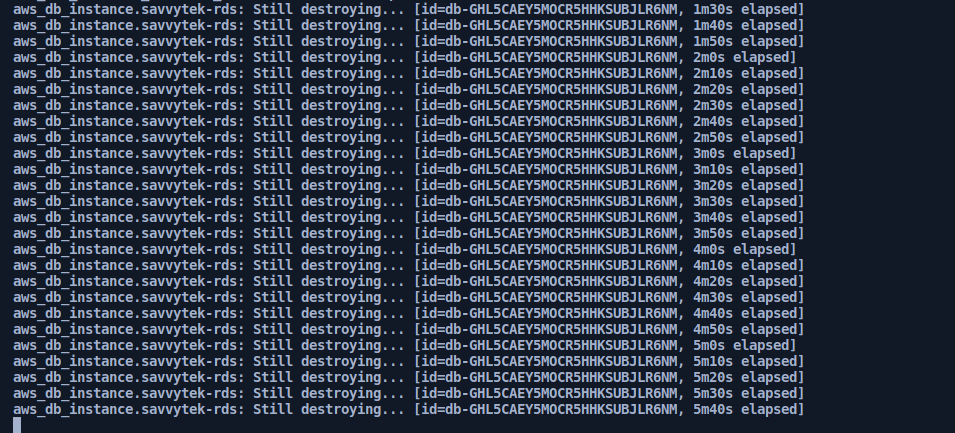 aws_db_instance.savvytek-rds: Still destroying... [id=db-GHL5CAEY5MOCR5HHKSUBJLR6NM, 1m30s elapsed]
aws_db_instance.savvytek-rds: Still destroying... [id=db-GHL5CAEY5MOCR5HHKSUBJLR6NM, 1m40s elapsed]
aws_db_instance.savvytek-rds: Still destroying... [id=db-GHL5CAEY5MOCR5HHKSUBJLR6NM, 1m50s elapsed]
aws_db_instance.savvytek-rds: Still destroying... [id=db-GHL5CAEY5MOCR5HHKSUBJLR6NM, 2m0s elapsed]
aws_db_instance.savvytek-rds: Still destroying... [id=db-GHL5CAEY5MOCR5HHKSUBJLR6NM, 2m10s elapsed]
aws_db_instance.savvytek-rds: Still destroying... [id=db-GHL5CAEY5MOCR5HHKSUBJLR6NM, 2m20s elapsed]
aws_db_instance.savvytek-rds: Still destroying... [id=db-GHL5CAEY5MOCR5HHKSUBJLR6NM, 2m30s elapsed]
aws_db_instance.savvytek-rds: Still destroying... [id=db-GHL5CAEY5MOCR5HHKSUBJLR6NM, 2m40s elapsed]
aws_db_instance.savvytek-rds: Still destroying... [id=db-GHL5CAEY5MOCR5HHKSUBJLR6NM, 2m50s elapsed]
aws_db_instance.savvytek-rds: Still destroying... [id=db-GHL5CAEY5MOCR5HHKSUBJLR6NM, 3m0s elapsed]
aws_db_instance.savvytek-rds: Still destroying... [id=db-GHL5CAEY5MOCR5HHKSUBJLR6NM, 3m10s elapsed]
aws_db_instance.savvytek-rds: Still destroying... [id=db-GHL5CAEY5MOCR5HHKSUBJLR6NM, 3m20s elapsed]
aws_db_instance.savvytek-rds: Still destroying... [id=db-GHL5CAEY5MOCR5HHKSUBJLR6NM, 3m30s elapsed]
aws_db_instance.savvytek-rds: Still destroying... [id=db-GHL5CAEY5MOCR5HHKSUBJLR6NM, 3m40s elapsed]
aws_db_instance.savvytek-rds: Still destroying... [id=db-GHL5CAEY5MOCR5HHKSUBJLR6NM, 3m50s elapsed]
aws_db_instance.savvytek-rds: Still destroying... [id=db-GHL5CAEY5MOCR5HHKSUBJLR6NM, 4m0s elapsed]
aws_db_instance.savvytek-rds: Still destroying... [id=db-GHL5CAEY5MOCR5HHKSUBJLR6NM, 4m10s elapsed]
aws_db_instance.savvytek-rds: Still destroying... [id=db-GHL5CAEY5MOCR5HHKSUBJLR6NM, 4m20s elapsed]
aws_db_instance.savvytek-rds: Still destroying... [id=db-GHL5CAEY5MOCR5HHKSUBJLR6NM, 4m30s elapsed]
aws_db_instance.savvytek-rds: Still destroying... [id=db-GHL5CAEY5MOCR5HHKSUBJLR6NM, 4m40s elapsed]
aws_db_instance.savvytek-rds: Still destroying... [id=db-GHL5CAEY5MOCR5HHKSUBJLR6NM, 4m50s elapsed]
aws_db_instance.savvytek-rds: Still destroying... [id=db-GHL5CAEY5MOCR5HHKSUBJLR6NM, 5m0s elapsed]
aws_db_instance.savvytek-rds: Still destroying... [id=db-GHL5CAEY5MOCR5HHKSUBJLR6NM, 5m10s elapsed]
aws_db_instance.savvytek-rds: Still destroying... [id=db-GHL5CAEY5MOCR5HHKSUBJLR6NM, 5m20s elapsed]
aws_db_instance.savvytek-rds: Still destroying... [id=db-GHL5CAEY5MOCR5HHKSUBJLR6NM, 5m30s elapsed]
aws_db_instance.savvytek-rds: Still destroying... [id=db-GHL5CAEY5MOCR5HHKSUBJLR6NM, 5m40s elapsed]